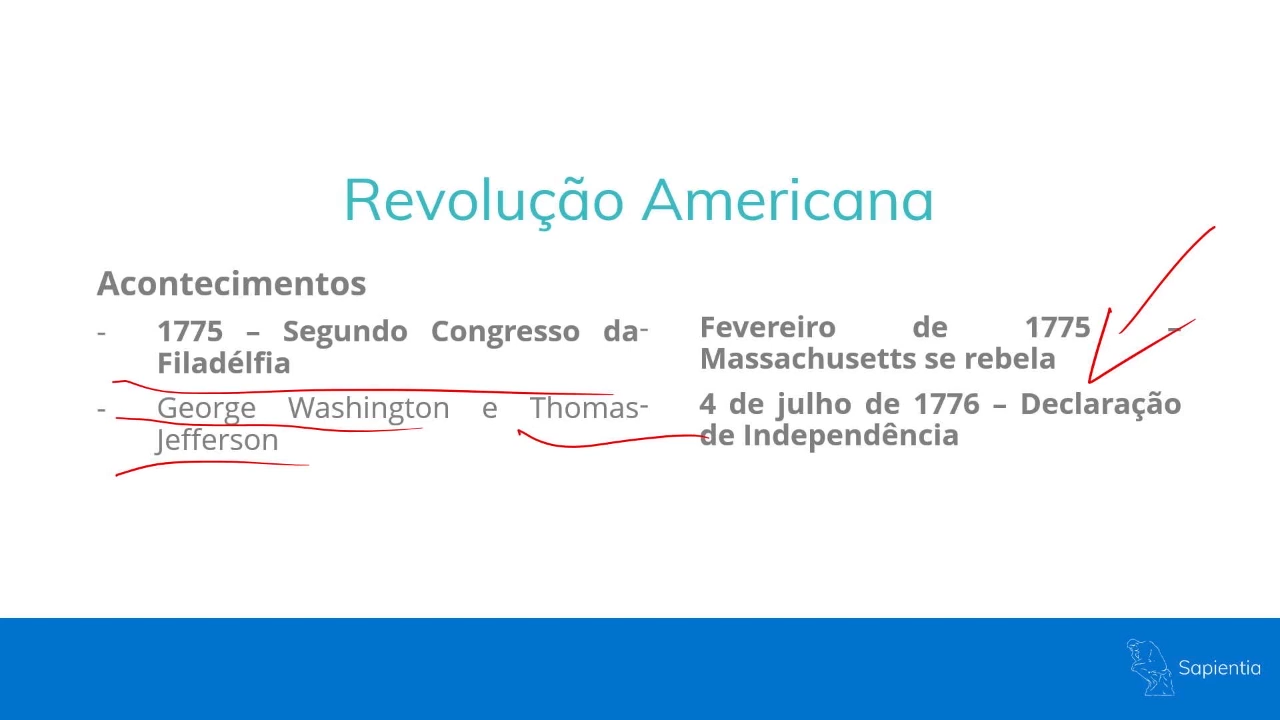 Revolução Americana
Acontecimentos
- 1775 – Segundo Congresso da
Filadélfia
- George Washington e Thomas
Jefferson
- Fevereiro de 1775 –
Massachusetts se rebela
- 4 de julho de 1776 – Declaração
de Independência
Sapientia